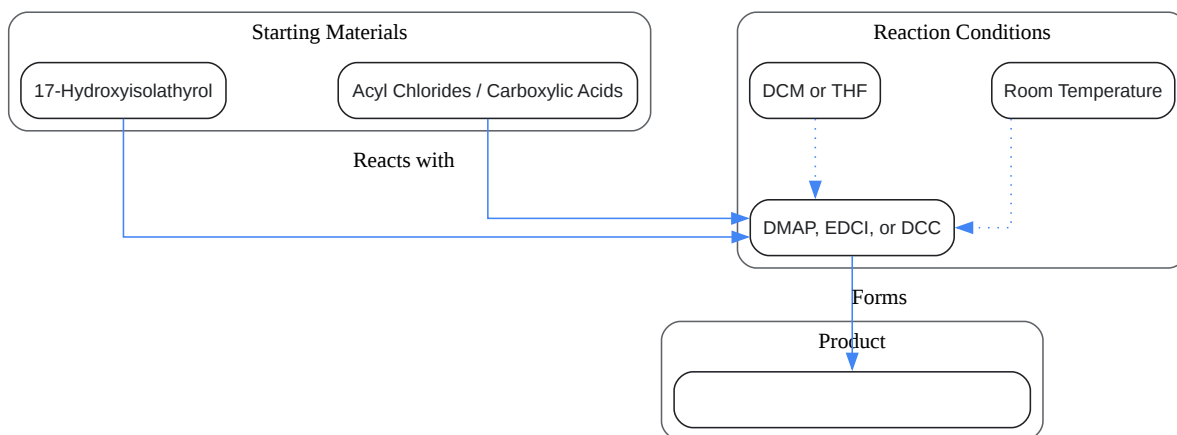 Starting Materials
Reaction Conditions
17-Hydroxyisolathyrol
Acyl Chlorides / Carboxylic Acids
DCM or THF
Room Temperature
Reacts with
DMAP, EDCI, or DCC
Forms
Product